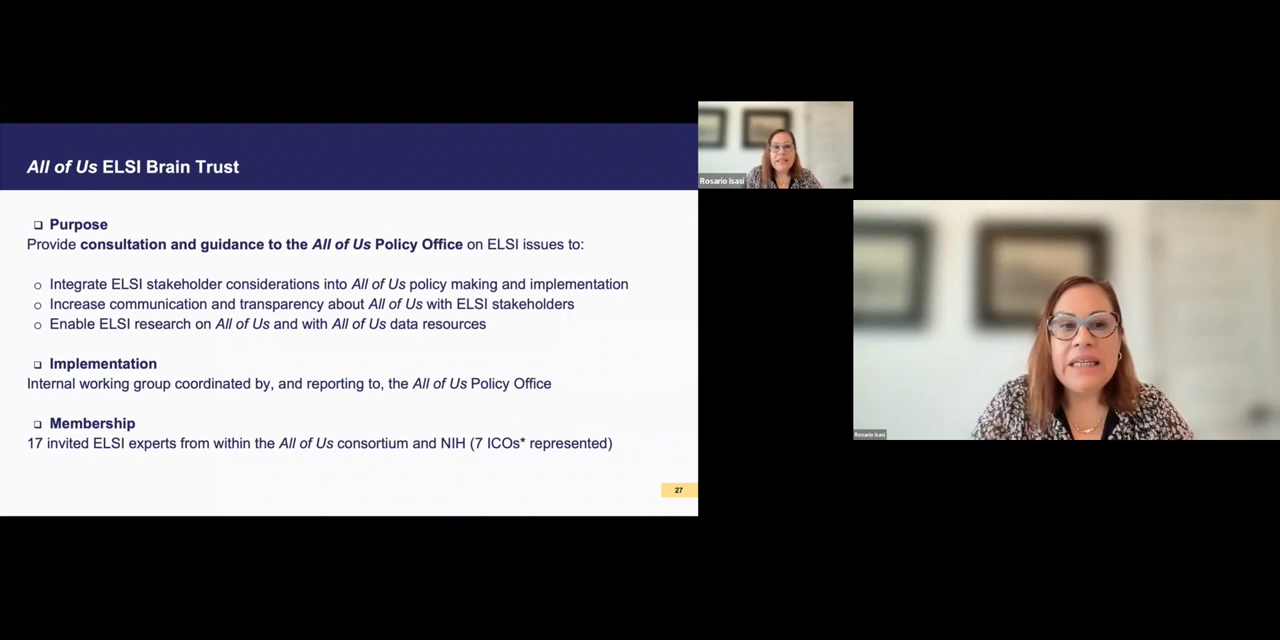 All of Us ELSI Brain Trust
Purpose
Provide consultation and guidance to the All of Us Policy Office on ELSI issues to:
Integrate ELSI stakeholder considerations into All of Us policy making and implementation
Increase communication and transparency about All of Us with ELSI stakeholders
Enable ELSI research on All of Us and with All of Us data resources
Implementation
Internal working group coordinated by, and reporting to, the All of Us Policy Office
Membership
17 invited ELSI experts from within the All of Us consortium and NIH (7 ICOs* represented)
27
Rosario Isasi
Rosario Isasi